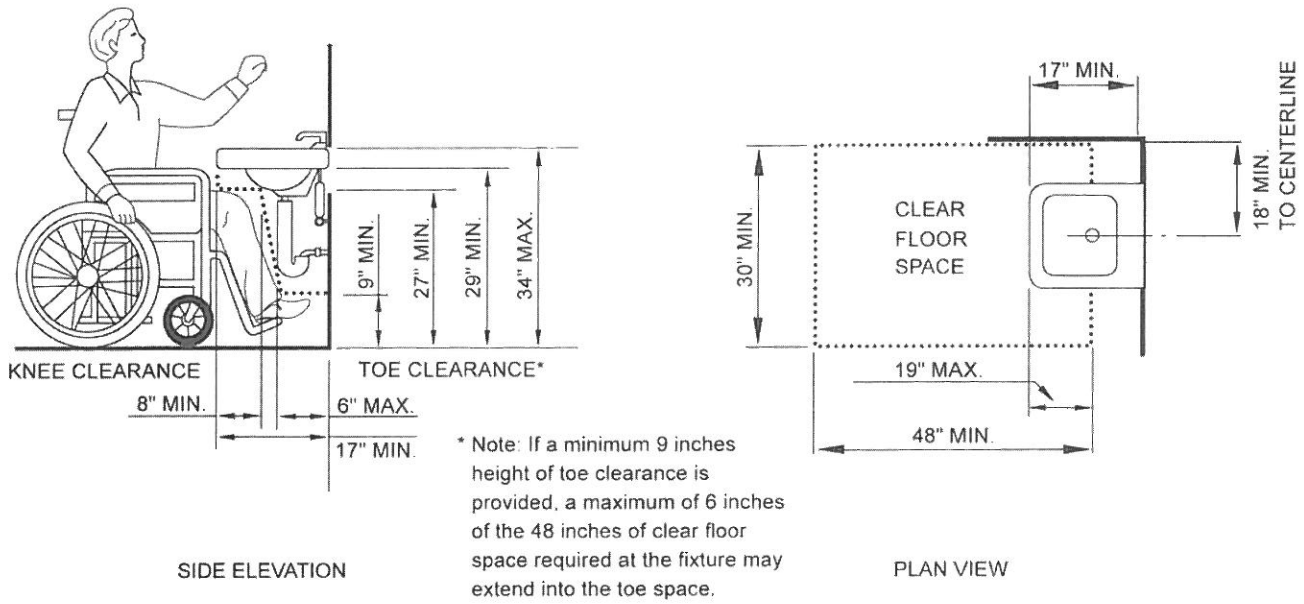 9" MIN.
27" MIN.
29" MIN.
34" MAX.
KNEE CLEARANCE
TOE CLEARANCE*
8" MIN.
6" MAX.
17" MIN.
* Note: If a minimum 9 inches
height of toe clearance is
provided, a maximum of 6 inches
of the 48 inches of clear floor
space required at the fixture may
extend into the toe space.
SIDE ELEVATION
17" MIN.
18" MIN.
TO CENTERLINE
30" MIN.
CLEAR
FLOOR
SPACE
19" MAX.
48" MIN.
PLAN VIEW